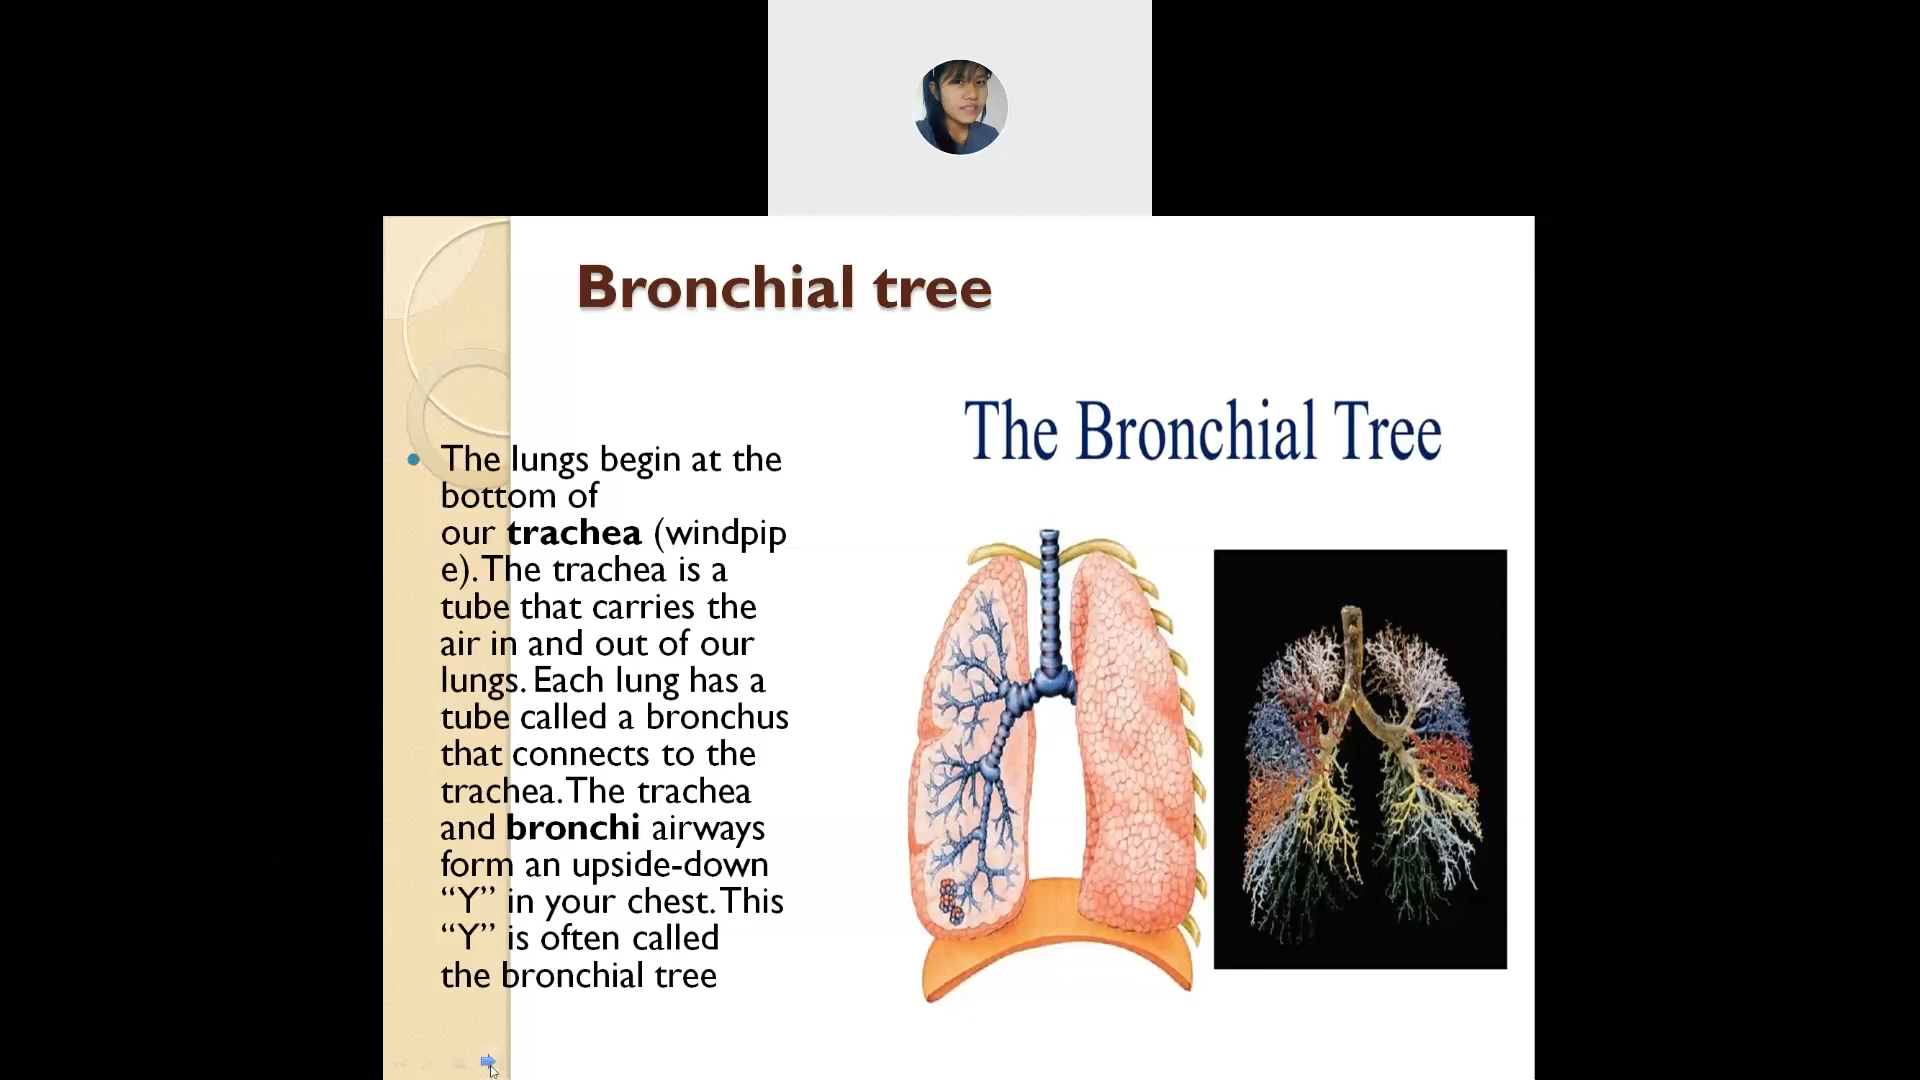 Bronchial tree
The Bronchial Tree
The lungs begin at the
bottom of
our trachea (windpip
e). The trachea is a
tube that carries the
air in and out of our
lungs. Each lung has a
tube called a bronchus
that connects to the
trachea. The trachea
and bronchi airways
form an upside-down
“Y” in your chest. This
“Y” is often called
the bronchial tree